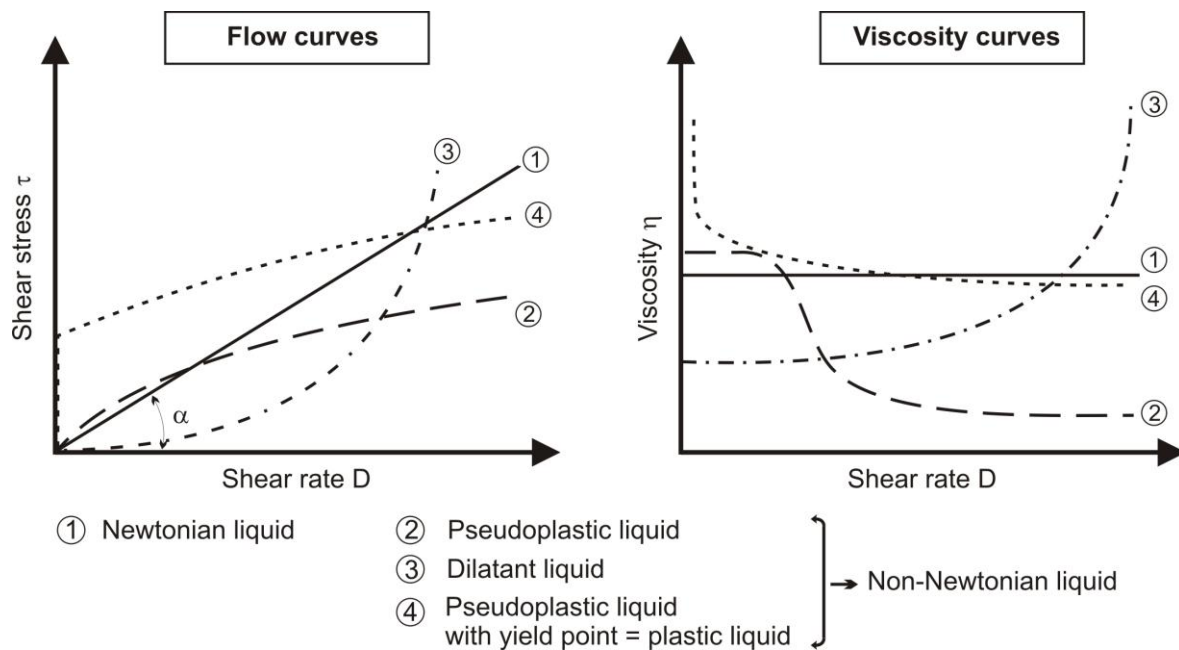 Flow curves
Shear stress τ
③
①
④
②
α
Shear rate D
Viscosity curves
Viscosity η
③
①
④
②
Shear rate D
① Newtonian liquid
② Pseudoplastic liquid
③ Dilatant liquid
④ Pseudoplastic liquid
with yield point = plastic liquid
Non-Newtonian liquid